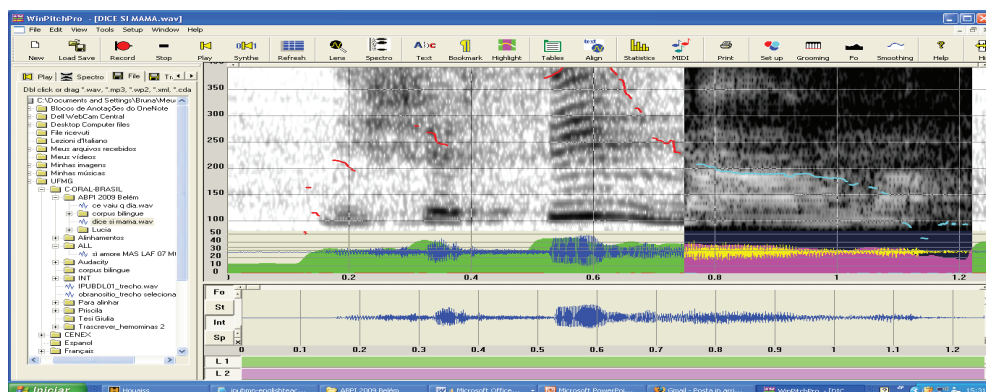 WinPitchPro - [DICE SI MAMA.wav]
File Edit View Tools Setup Window Help
New Load Save Record Stop Play Synthe Refresh Lens Spectro Text Bookmark Highlight Tables Align Statistics MIDI Print Set up Grooming Fo Smoothing Help
Play Spectro File
Dbl click or drag *.wav, *.mp3, *.wp2, *.xml, *.cda
C:\Documents and Settings\Bruna\Meu
Blocos de Anotações do OneNote
Dell WebCam Central
Desktop Computer files
File ricevuti
Lezioni d'Italiano
Meus arquivos recebidos
Meus vídeos
Minhas imagens
Minhas músicas
UFMG
C-ORAL-BRASIL
ABPI 2009 Belém
ce vaiu q dia.wav
corpus bilingue
dice si mama.wav
Lucia
Alinhamentos
ALL
si amore MAS LAF 07 M
Audacity
corpus bilingue
INT
IPUBDL01_trecho.wav
obranositio_trecho seleciona
Para alinhar
Priscila
Tesi Giulia
Trascrever_hemominas 2
CENEX
Espanol
Français
350
300
250
200
150
100
50
40
30
20
10
0
0.2 0.4 0.6 0.8 1.0 1.2
Fo
St
Int
Sp
0.1 0.2 0.3 0.4 0.5 0.6 0.7 0.8 0.9 1.0 1.1 1.2
L 1
L 2
Iniciar Houaiss ABPI 2009 Belém Microsoft Office... Microsoft PowerPoi... Gmail - Posta in arri... WinPitchPro - [DIC...